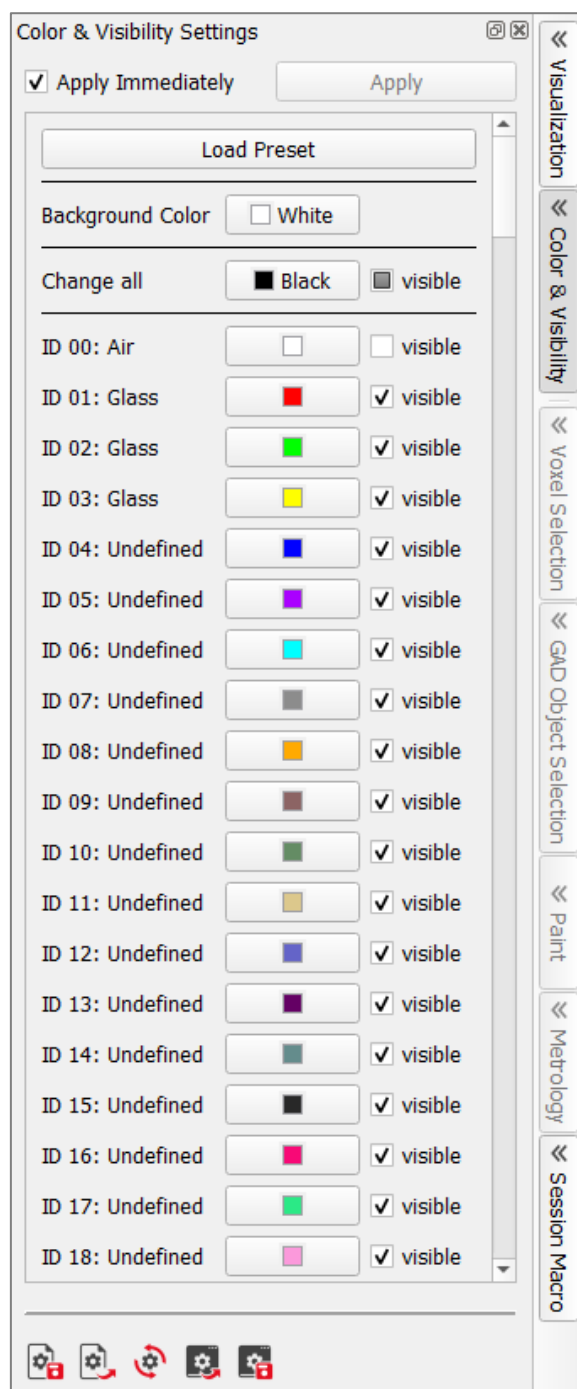 Color & Visibility Settings
Apply Immediately
Apply
Load Preset
Background Color White
Change all Black visible
ID 00: Air visible
ID 01: Glass visible
ID 02: Glass visible
ID 03: Glass visible
ID 04: Undefined visible
ID 05: Undefined visible
ID 06: Undefined visible
ID 07: Undefined visible
ID 08: Undefined visible
ID 09: Undefined visible
ID 10: Undefined visible
ID 11: Undefined visible
ID 12: Undefined visible
ID 13: Undefined visible
ID 14: Undefined visible
ID 15: Undefined visible
ID 16: Undefined visible
ID 17: Undefined visible
ID 18: Undefined visible
Visualization
Color & Visibility
Voxel Selection
GAD Object Selection
Paint
Metrology
Session Macro